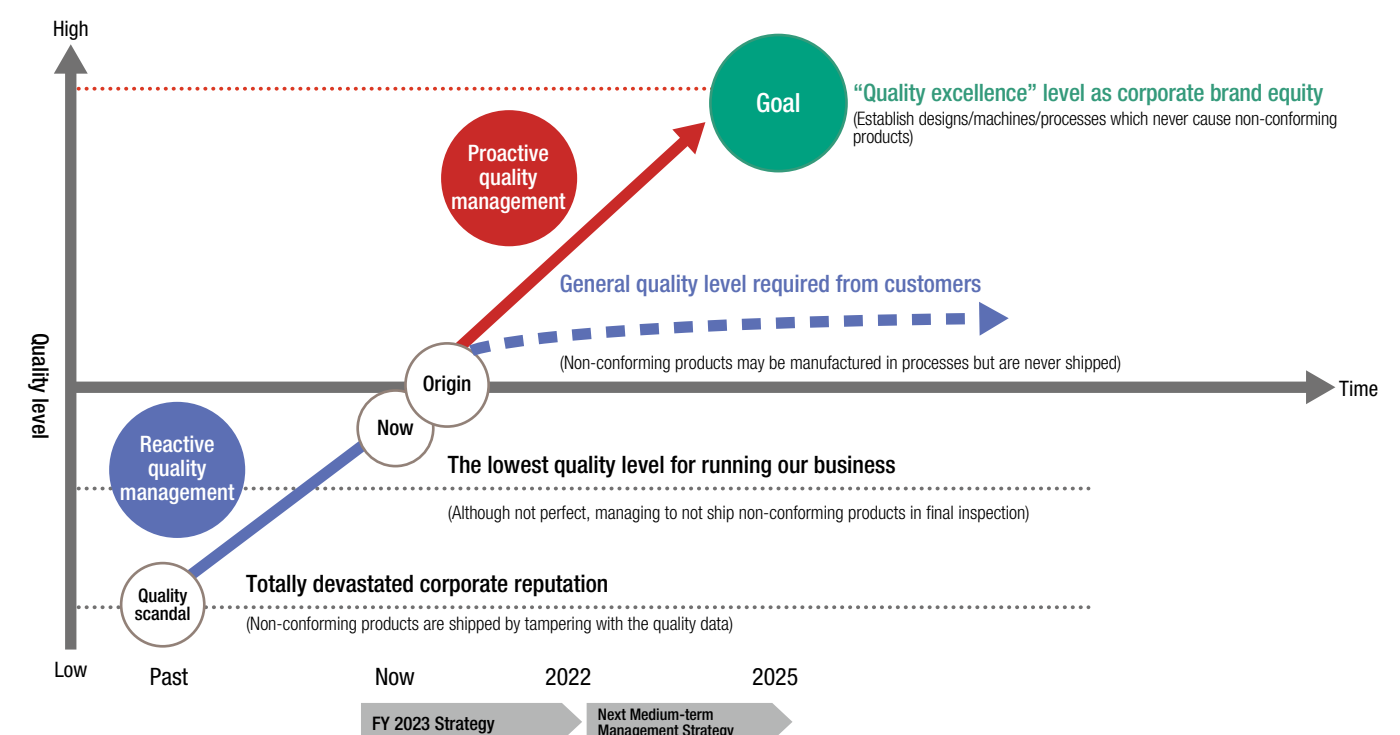 High
Goal
“Quality excellence” level as corporate brand equity
(Establish designs/machines/processes which never cause non-conforming
products)
Proactive
quality
management
General quality level required from customers
(Non-conforming products may be manufactured in processes but are never shipped)
Quality level
Origin
Time
Now
Reactive
quality
management
The lowest quality level for running our business
(Although not perfect, managing to not ship non-conforming products in final inspection)
Quality
scandal
Totally devastated corporate reputation
(Non-conforming products are shipped by tampering with the quality data)
Low
Past
Now
2022
2025
FY 2023 Strategy
Next Medium-term
Management Strategy